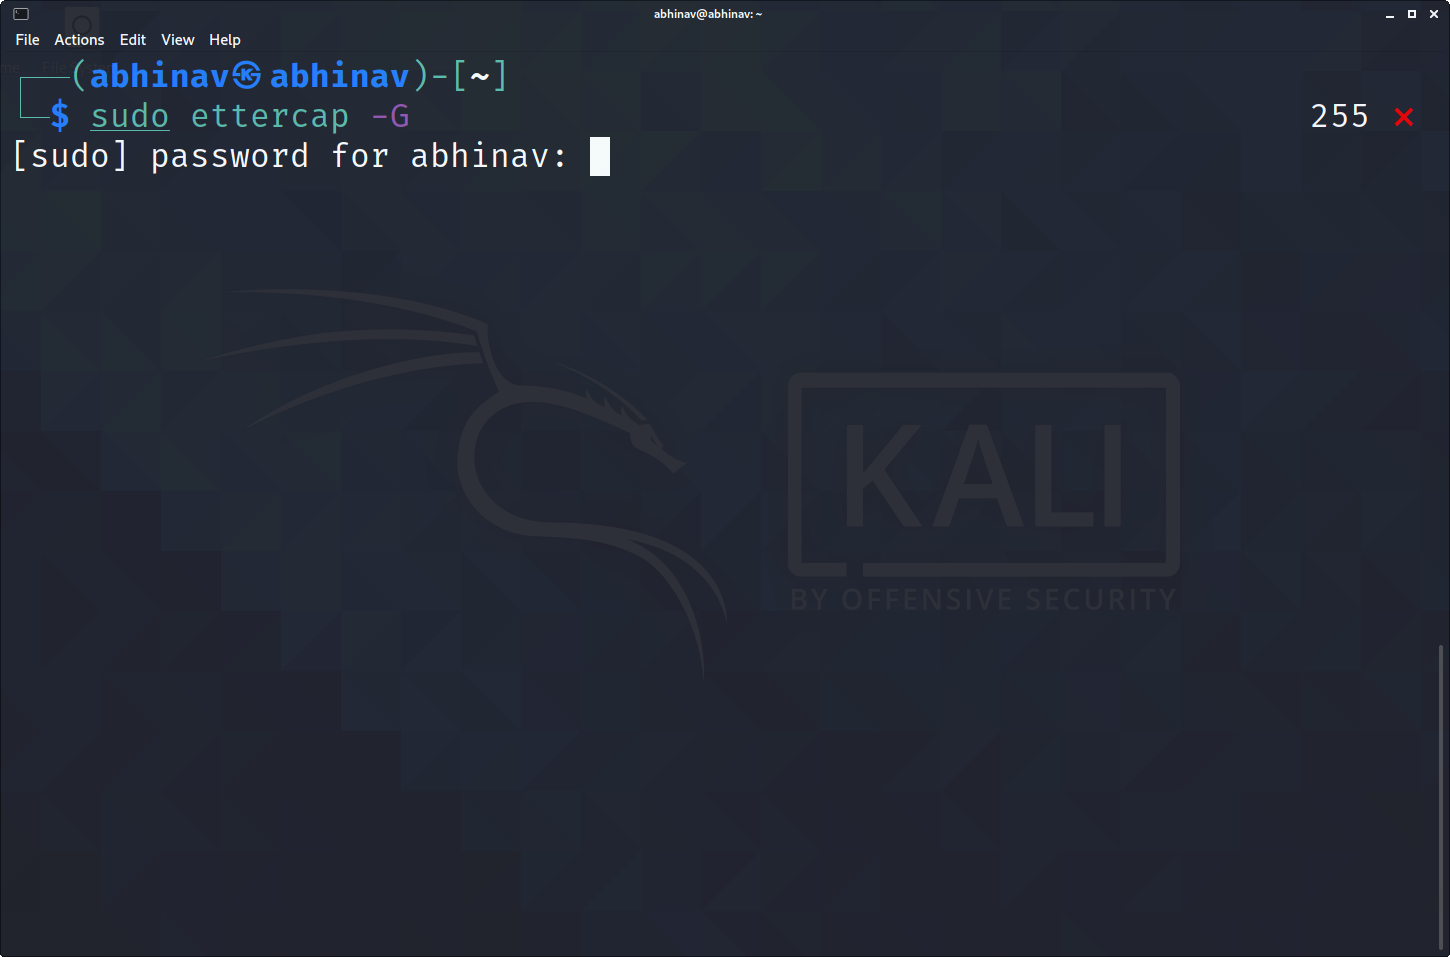 abhinav@abhinav: ~
File Actions Edit View Help
(abhinav㉿abhinav)-[~]
$ sudo ettercap -G 255 ✗
[sudo] password for abhinav:
KALI
BY OFFENSIVE SECURITY